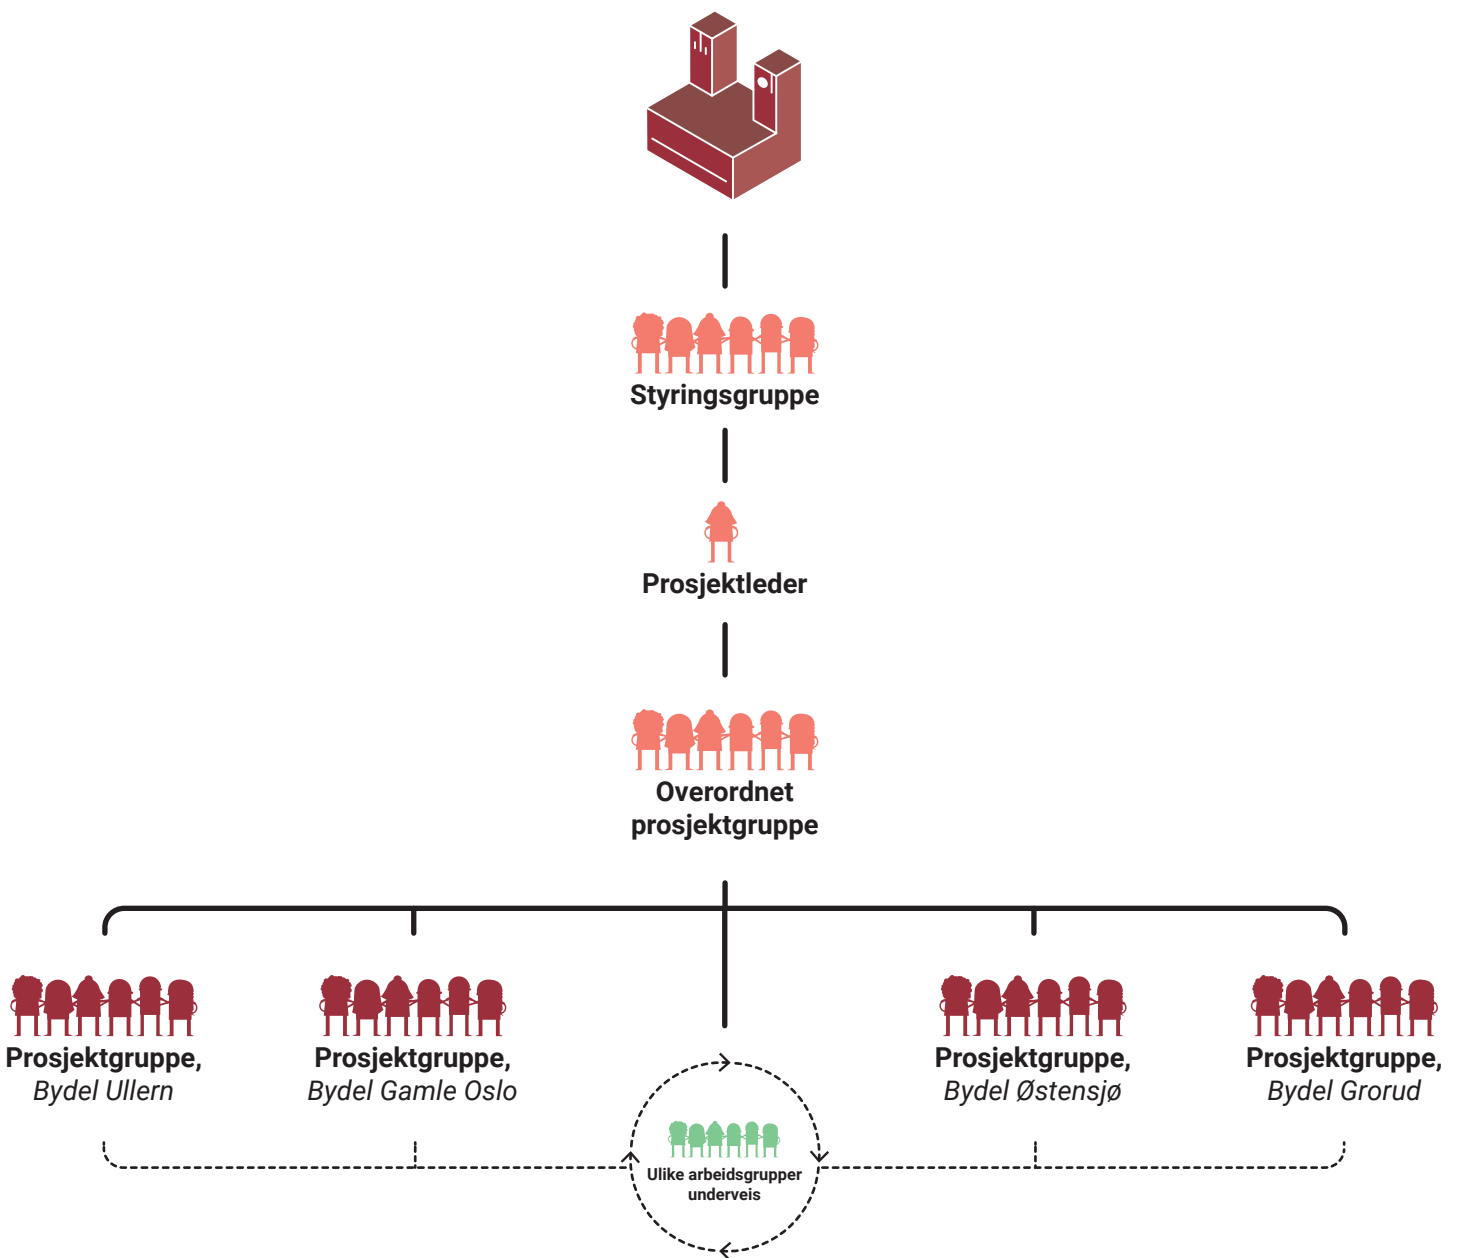 Styringsgruppe
Prosjektleder
Overordnet
prosjektgruppe
Prosjektgruppe,
Bydel Ullern
Prosjektgruppe,
Bydel Gamle Oslo
Prosjektgruppe,
Bydel Østensjø
Prosjektgruppe,
Bydel Grorud
Ulike arbeidsgrupper
underveis